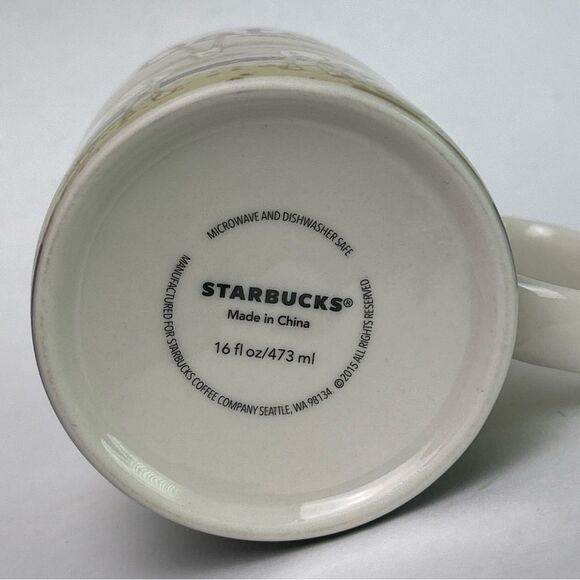 MICROWAVE AND DISHWASHER SAFE
STARBUCKS®
Made in China
16 fl oz/473 ml
MANUFACTURED FOR STARBUCKS COFFEE COMPANY SEATTLE, WA 98134 ©2015 ALL RIGHTS RESERVED